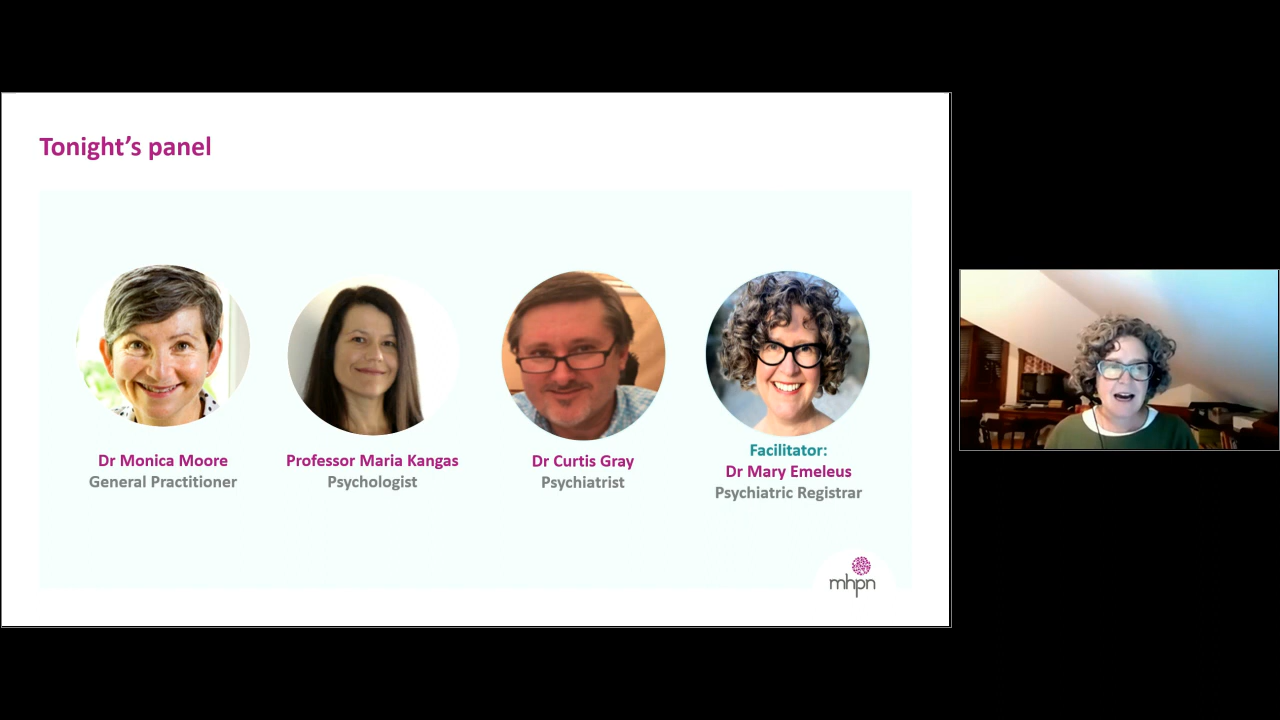 Tonight’s panel
Dr Monica Moore
General Practitioner
Professor Maria Kangas
Psychologist
Dr Curtis Gray
Psychiatrist
Facilitator:
Dr Mary Emeleus
Psychiatric Registrar
mhpn